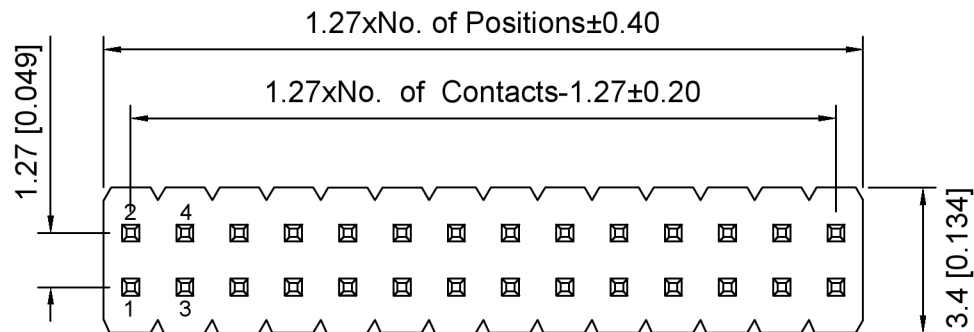 1.27xNo. of Positions±0.40
1.27xNo. of Contacts-1.27±0.20
1.27 [0.049]
2 4
1 3
3.4 [0.134]